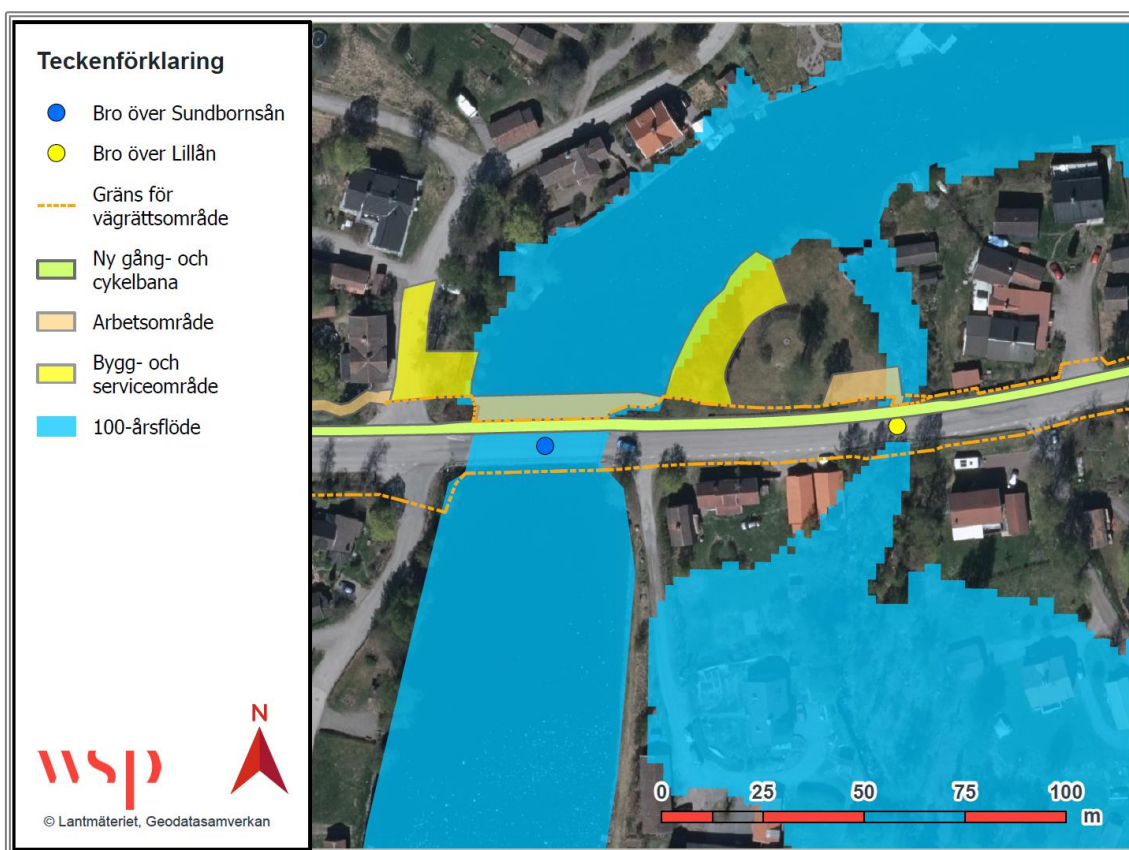 Teckenförklaring
Bro över Sundbornsån
Bro över Lillån
Gräns för
vägrättsområde
Ny gång- och
cykelbana
Arbetsområde
Bygg- och
serviceområde
100-årsflöde
N
wsp
© Lantmäteriet, Geodatasamverkan
0 25 50 75 100
m